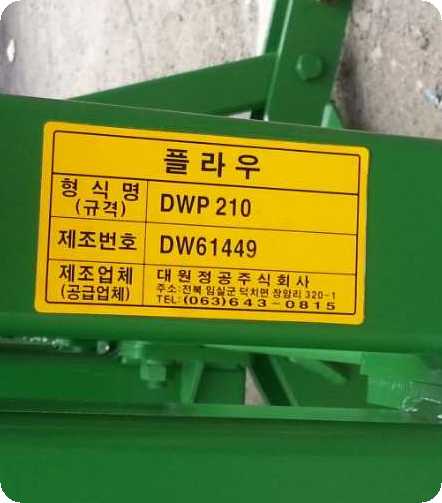 플라우
형식명 (규격) DWP 210
제조번호 DW61449
제조업체 (공급업체) 대원정공주식회사
주소:전북 임실군 덕치면 장암리 320-1
TEL:(063)643-0815